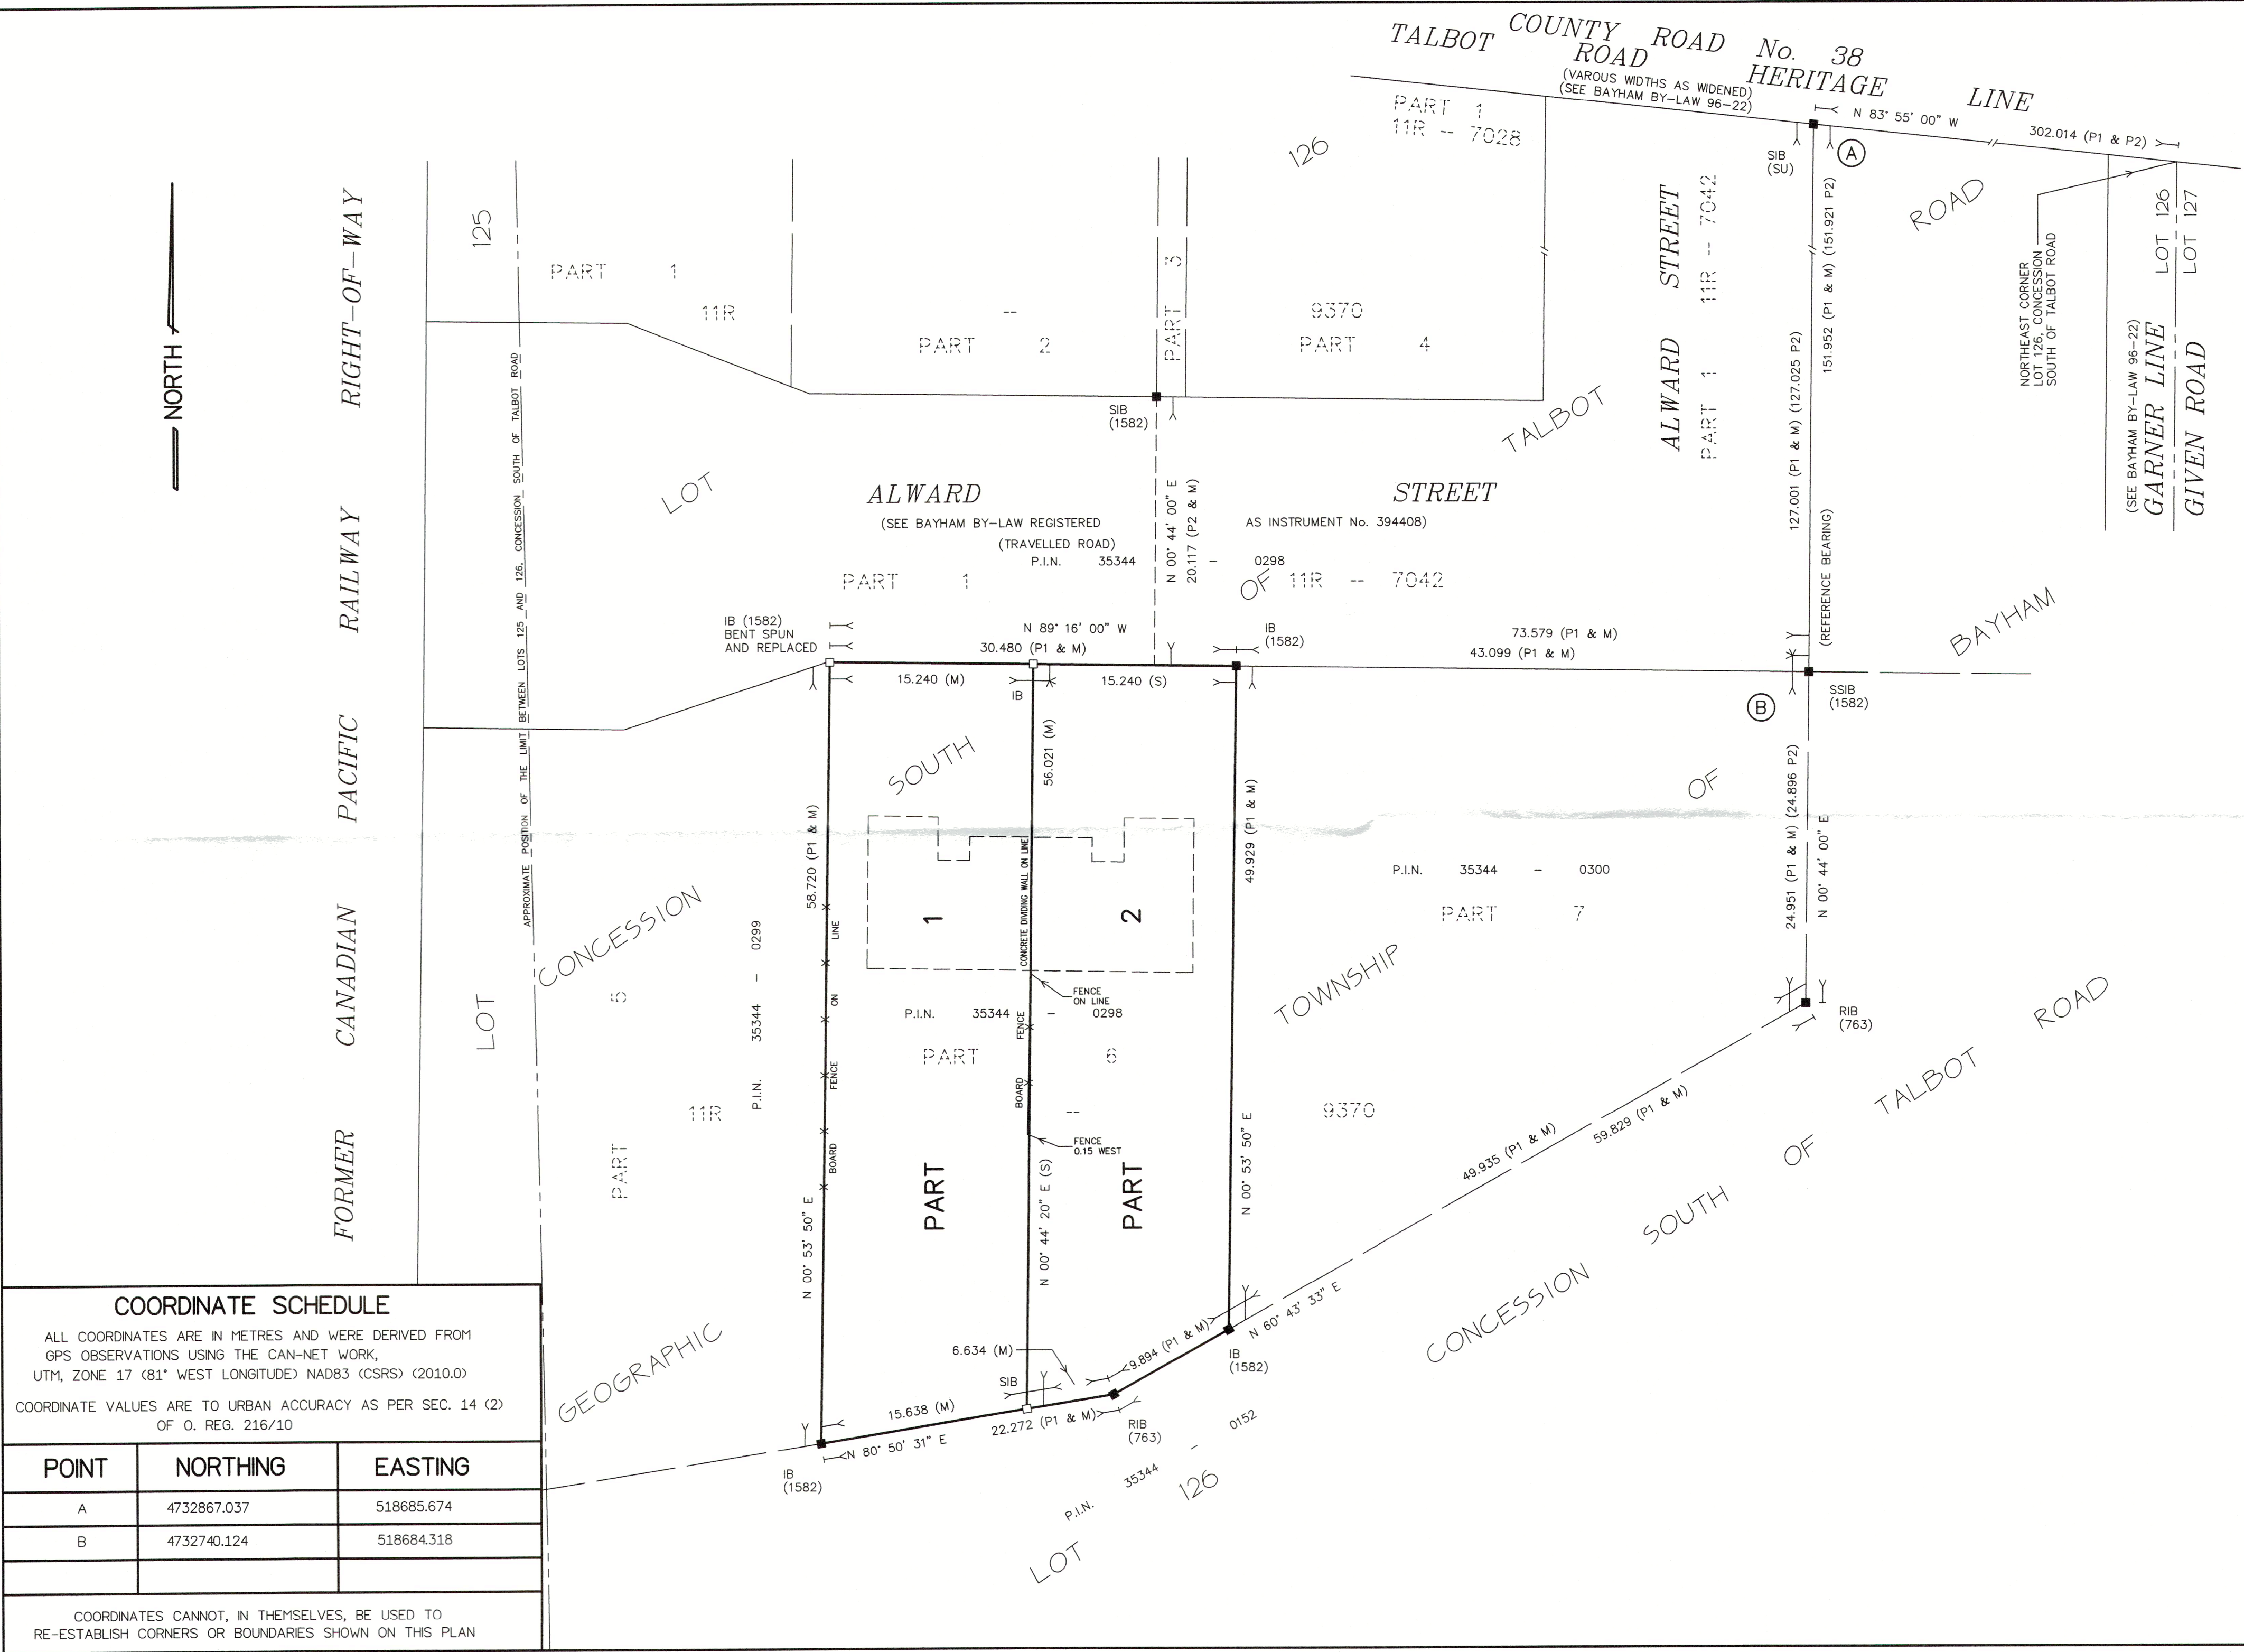 COUNTY ROAD No. 38
TALBOT ROAD HERITAGE LINE
(VAROUS WIDTHS AS WIDENED)
(SEE BAYHAM BY-LAW 96-22)
PART 1
11R -- 7028
126
N 83° 55' 00" W
302.014 (P1 & P2)
SIB
(SU)
A
ROAD
NORTHEAST CORNER
LOT 126, CONCESSION
SOUTH OF TALBOT ROAD
LOT 126
LOT 127
(SEE BAYHAM BY-LAW 96-22)
GARNER LINE
GIVEN ROAD
ALWARD STREET
PART 1 11R -- 7042
151.952 (P1 & M) (151.921 P2)
127.001 (P1 & M) (127.025 P2)
(REFERENCE BEARING)
NORTH
FORMER CANADIAN PACIFIC RAILWAY RIGHT-OF-WAY
125
LOT
APPROXIMATE POSITION OF THE LIMIT BETWEEN LOTS 125 AND 126, CONCESSION SOUTH OF TALBOT ROAD
PART 1
11R -- 9370
PART 2
PART 3
PART 4
SIB
(1582)
TALBOT
LOT
ALWARD STREET
(SEE BAYHAM BY-LAW REGISTERED AS INSTRUMENT No. 394408)
(TRAVELLED ROAD)
P.I.N. 35344 - 0298
PART 1 11R -- 7042
OF
N 00° 44' 00" E
20.117 (P2 & M)
IB (1582)
BENT SPUN
AND REPLACED
N 89° 16' 00" W
30.480 (P1 & M)
IB
(1582)
73.579 (P1 & M)
43.099 (P1 & M)
BAYHAM
15.240 (M)
IB
15.240 (S)
SSIB
(1582)
B
SOUTH
56.021 (M)
58.720 (P1 & M)
49.929 (P1 & M)
OF
24.951 (P1 & M) (24.896 P2)
N 00° 44' 00" E
CONCRETE DIVIDING WALL ON LINE
P.I.N. 35344 - 0300
PART 7
CONCESSION
P.I.N. 35344 - 0299
PART 5
11R
BOARD FENCE ON LINE
PART 1
PART 2
FENCE
ON LINE
P.I.N. 35344 - 0298
PART 6
BOARD FENCE
--
FENCE
0.15 WEST
TOWNSHIP
9370
RIB
(763)
ROAD
TALBOT
OF
SOUTH
CONCESSION
49.935 (P1 & M)
59.829 (P1 & M)
N 00° 53' 50" E
N 00° 44' 20" E (S)
N 00° 53' 50" E
N 60° 43' 33" E
GEOGRAPHIC
6.634 (M)
9.894 (P1 & M)
IB
(1582)
SIB
15.638 (M)
22.272 (P1 & M)
RIB
(763)
N 80° 50' 31" E
IB
(1582)
P.I.N. 35344 - 0152
LOT 126
COORDINATE SCHEDULE
ALL COORDINATES ARE IN METRES AND WERE DERIVED FROM
GPS OBSERVATIONS USING THE CAN-NET WORK,
UTM, ZONE 17 (81° WEST LONGITUDE) NAD83 (CSRS) (2010.0)
COORDINATE VALUES ARE TO URBAN ACCURACY AS PER SEC. 14 (2)
OF O. REG. 216/10
POINT NORTHING EASTING
A 4732867.037 518685.674
B 4732740.124 518684.318
COORDINATES CANNOT, IN THEMSELVES, BE USED TO
RE-ESTABLISH CORNERS OR BOUNDARIES SHOWN ON THIS PLAN